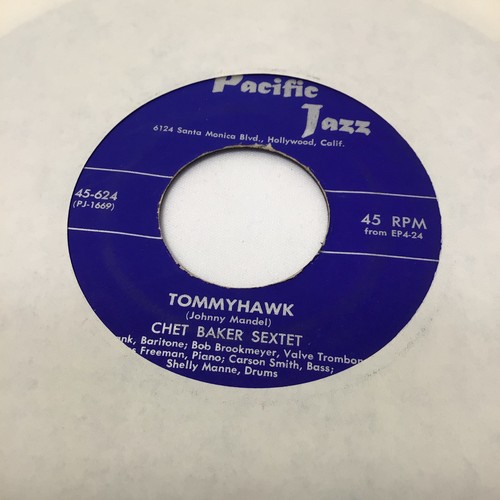 Pacific
Jazz
6124 Santa Monica Blvd., Hollywood, Calif.
45-624
(PJ-1669)
45 RPM
from EP4-24
TOMMYHAWK
(Johnny Mandel)
CHET BAKER SEXTET
Baritone; Bob Brookmeyer, Valve
Freeman, Piano; Carson Smith, Bass;
Shelly Manne, Drums